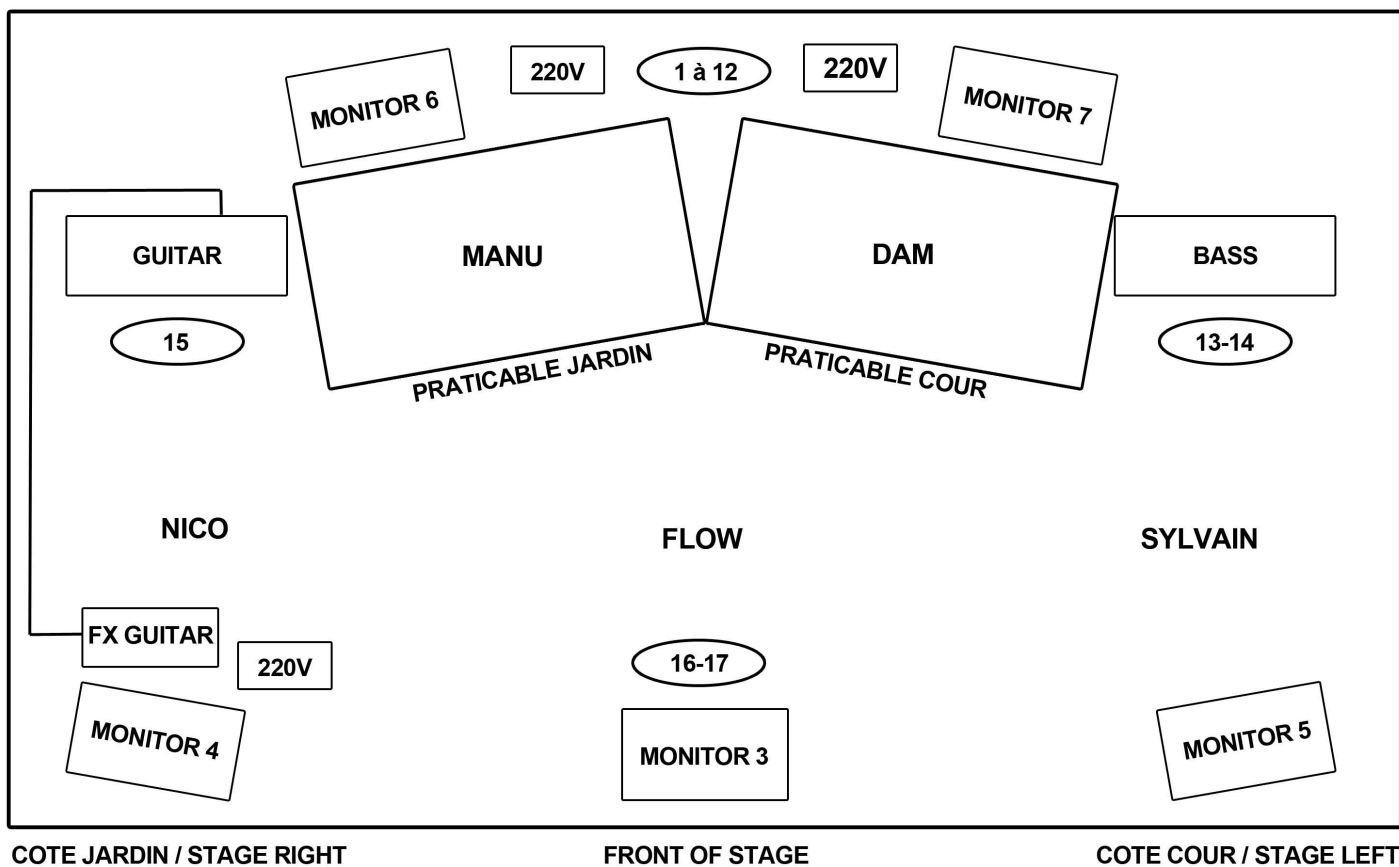 220V
1 à 12
220V
MONITOR 6
MONITOR 7
GUITAR
MANU
DAM
BASS
15
PRATICABLE JARDIN
PRATICABLE COUR
13-14
NICO
FLOW
SYLVAIN
FX GUITAR
220V
16-17
MONITOR 4
MONITOR 3
MONITOR 5
COTE JARDIN / STAGE RIGHT
FRONT OF STAGE
COTE COUR / STAGE LEFT